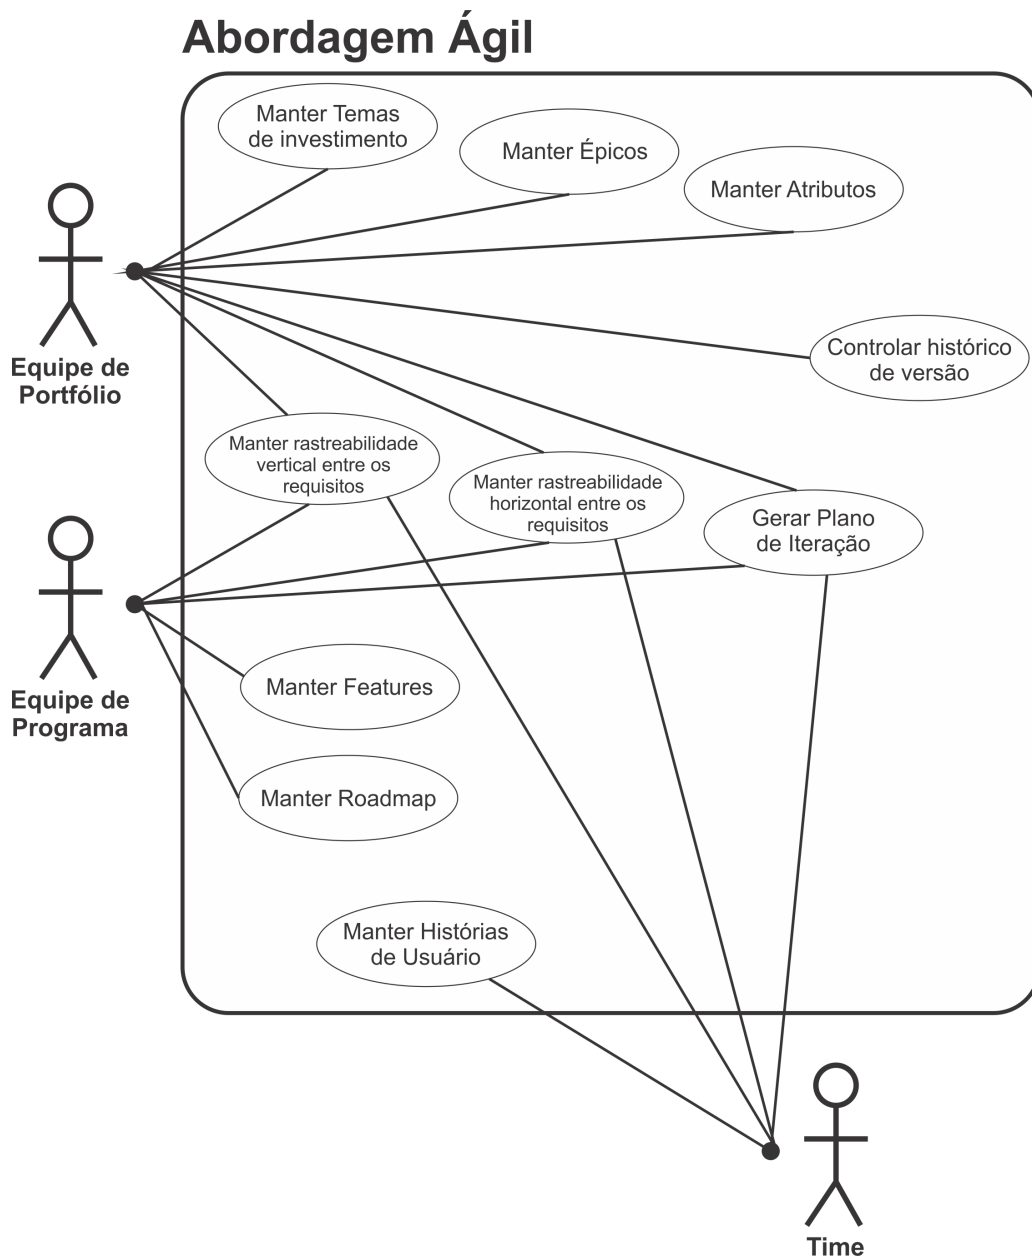 Abordagem Ágil
Manter Temas
de investimento
Manter Épicos
Manter Atributos
Equipe de
Portfólio
Controlar histórico
de versão
Manter rastreabilidade
vertical entre os
requisitos
Manter rastreabilidade
horizontal entre os
requisitos
Gerar Plano
de Iteração
Equipe de
Programa
Manter Features
Manter Roadmap
Manter Histórias
de Usuário
Time